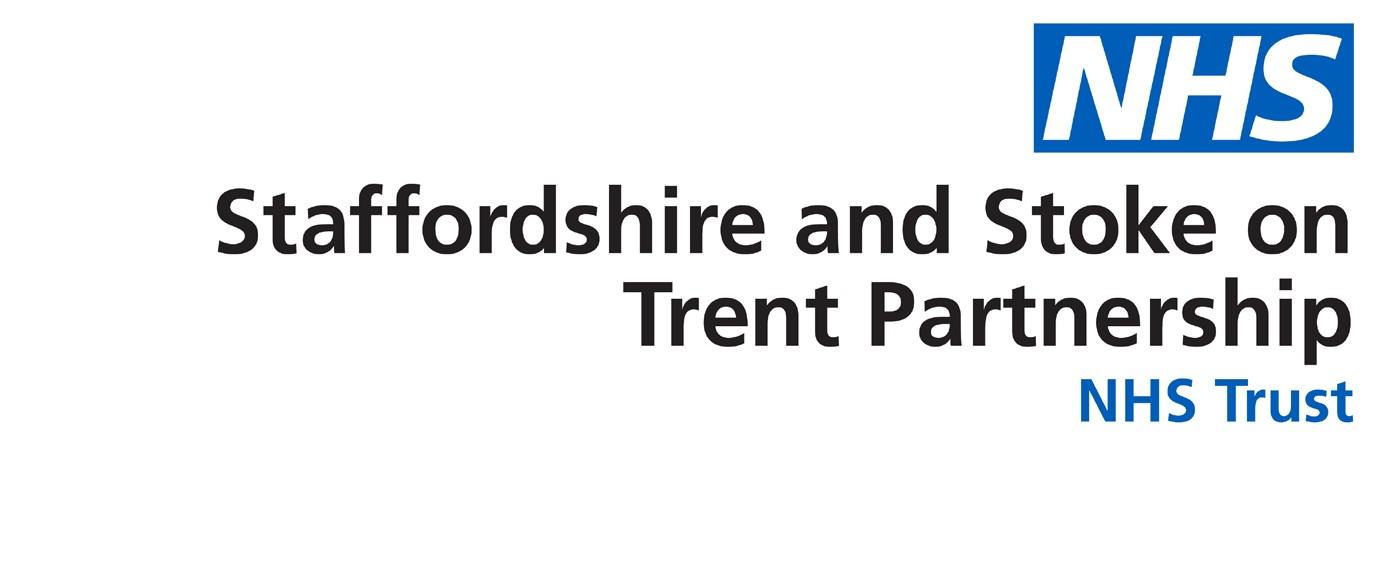 NHS
Staffordshire and Stoke on
Trent Partnership
NHS Trust